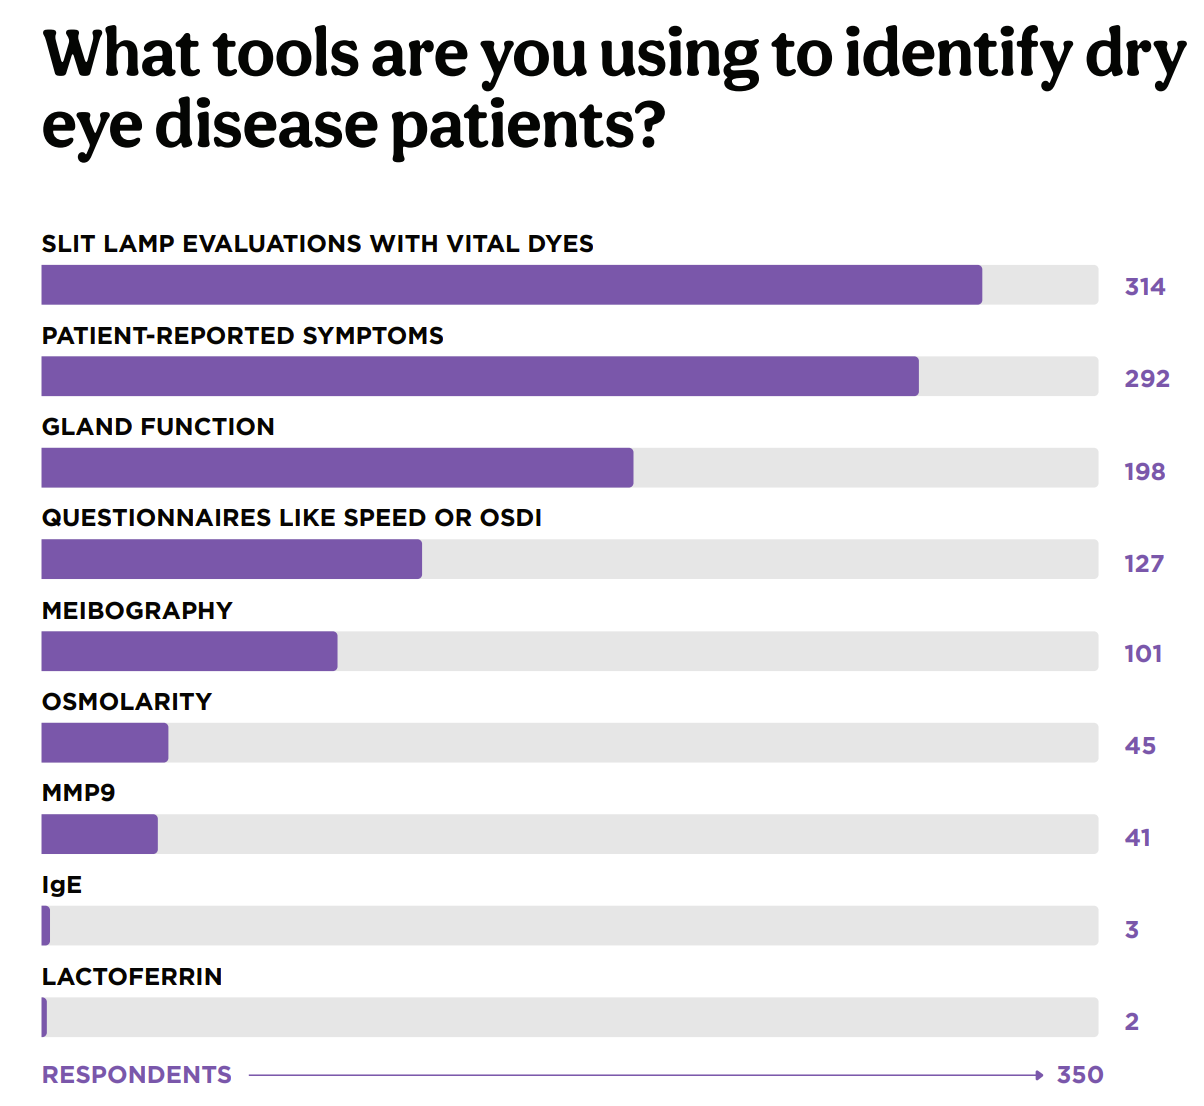 What tools are you using to identify dry
eye disease patients?
SLIT LAMP EVALUATIONS WITH VITAL DYES
314
PATIENT-REPORTED SYMPTOMS
292
GLAND FUNCTION
198
QUESTIONNAIRES LIKE SPEED OR OSDI
127
MEIBOGRAPHY
101
OSMOLARITY
45
MMP9
41
IgE
3
LACTOFERRIN
2
RESPONDENTS 350